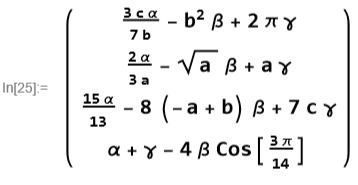 In[25]:=
3 c α / 7 b − b² β + 2 π γ
2 α / 3 a − √a β + a γ
15 α / 13 − 8 (−a + b) β + 7 c γ
α + γ − 4 β Cos[3 π / 14]